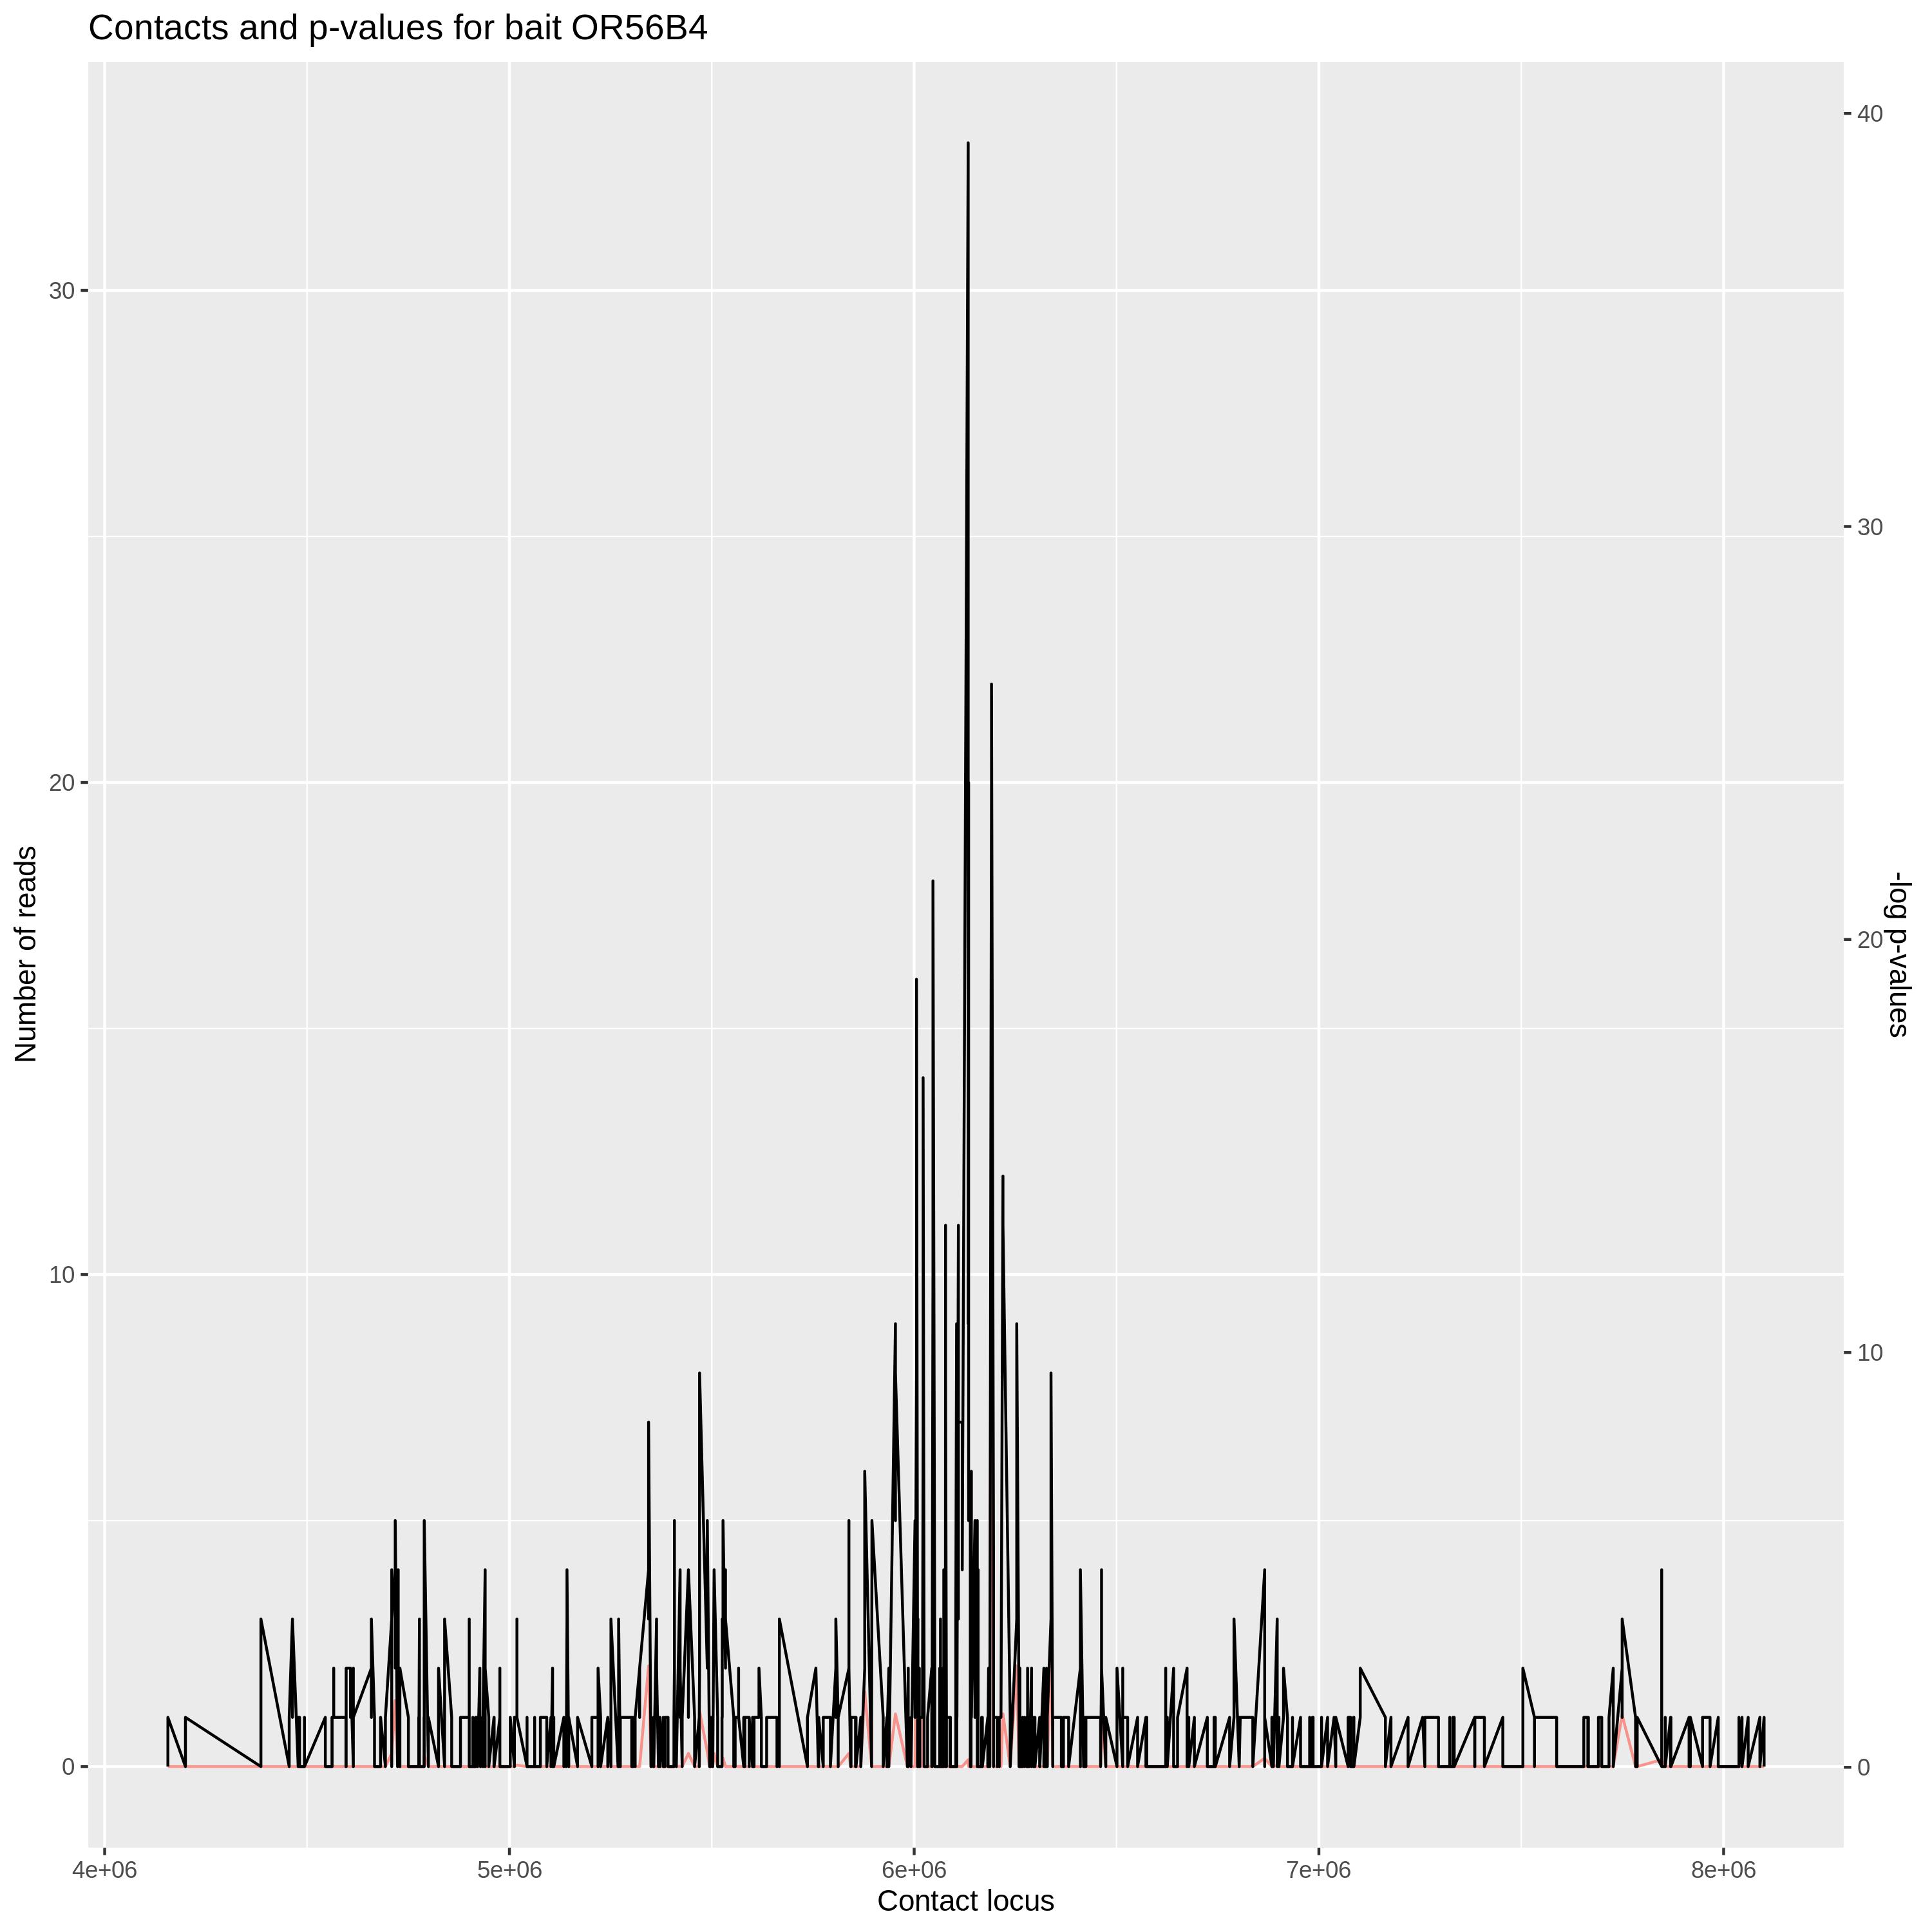 Contacts and p-values for bait OR56B4
40
30
30
20
20
10
10
0
0
Number of reads
-log p-values
4e+06 5e+06 6e+06 7e+06 8e+06
Contact locus